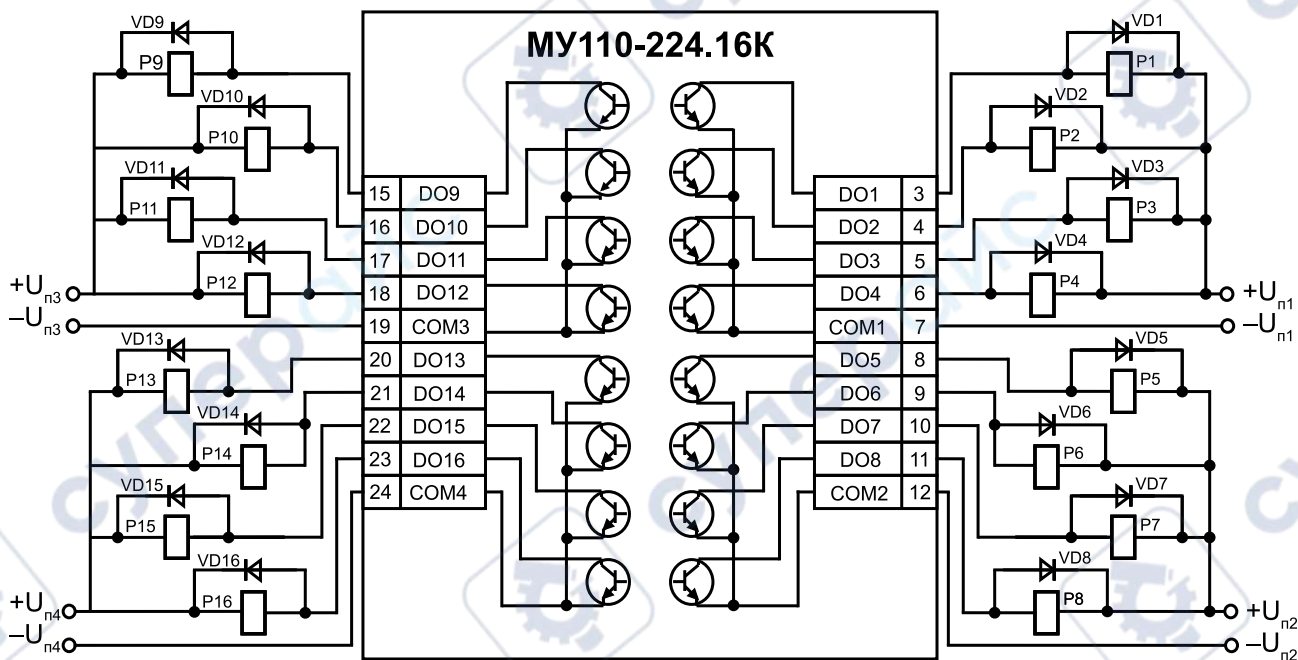 МУ110-224.16К
VD9
P9
VD10
P10
VD11
P11
VD12
P12
+Uп3
–Uп3
VD13
P13
VD14
P14
VD15
P15
VD16
P16
+Uп4
–Uп4
15 DO9
16 DO10
17 DO11
18 DO12
19 COM3
20 DO13
21 DO14
22 DO15
23 DO16
24 COM4
DO1 3
DO2 4
DO3 5
DO4 6
COM1 7
DO5 8
DO6 9
DO7 10
DO8 11
COM2 12
VD1
P1
VD2
P2
VD3
P3
VD4
P4
+Uп1
–Uп1
VD5
P5
VD6
P6
VD7
P7
VD8
P8
+Uп2
–Uп2
суперайс
суперайс